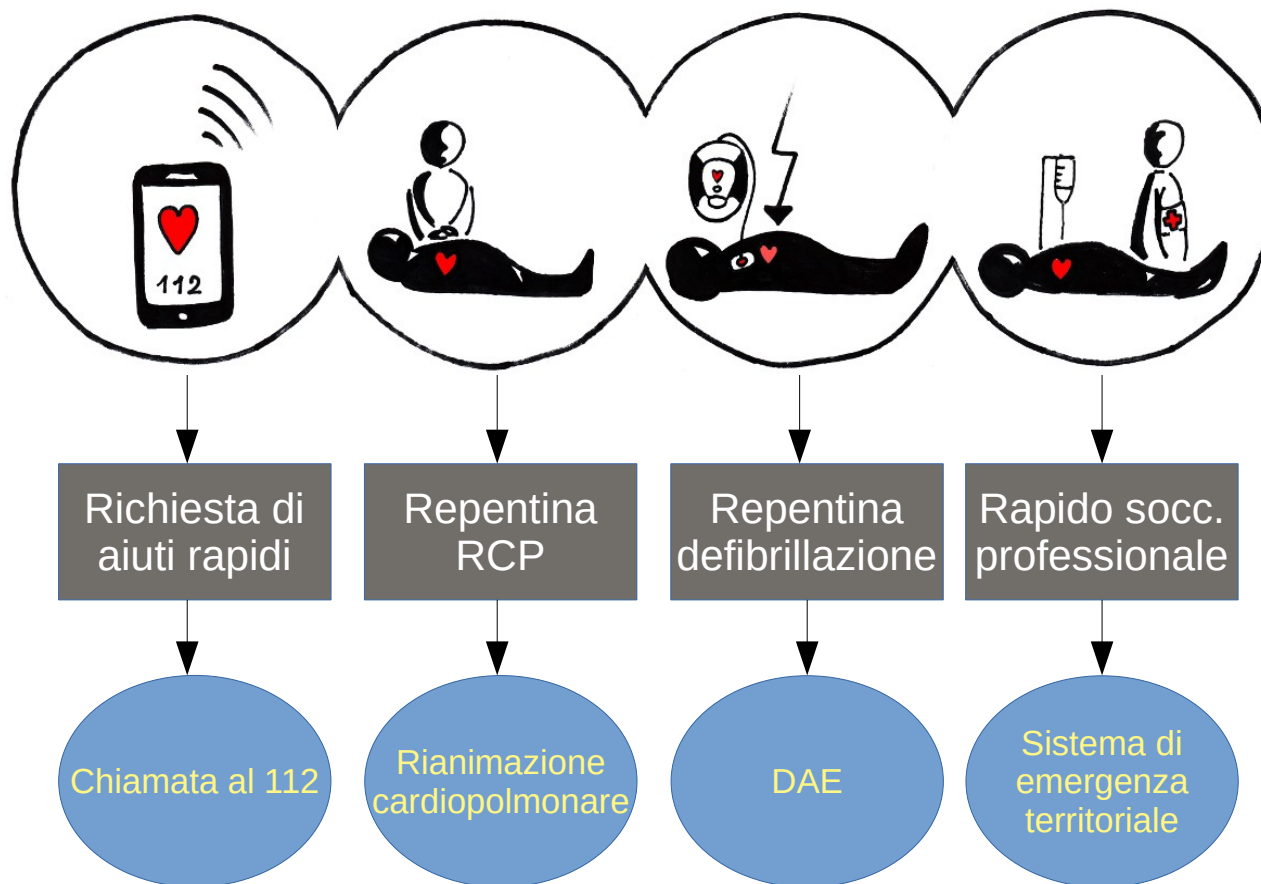 112
Richiesta di
aiuti rapidi
Repentina
RCP
Repentina
defibrillazione
Rapido socc.
professionale
Chiamata al 112
Rianimazione
cardiopolmonare
DAE
Sistema di
emergenza
territoriale